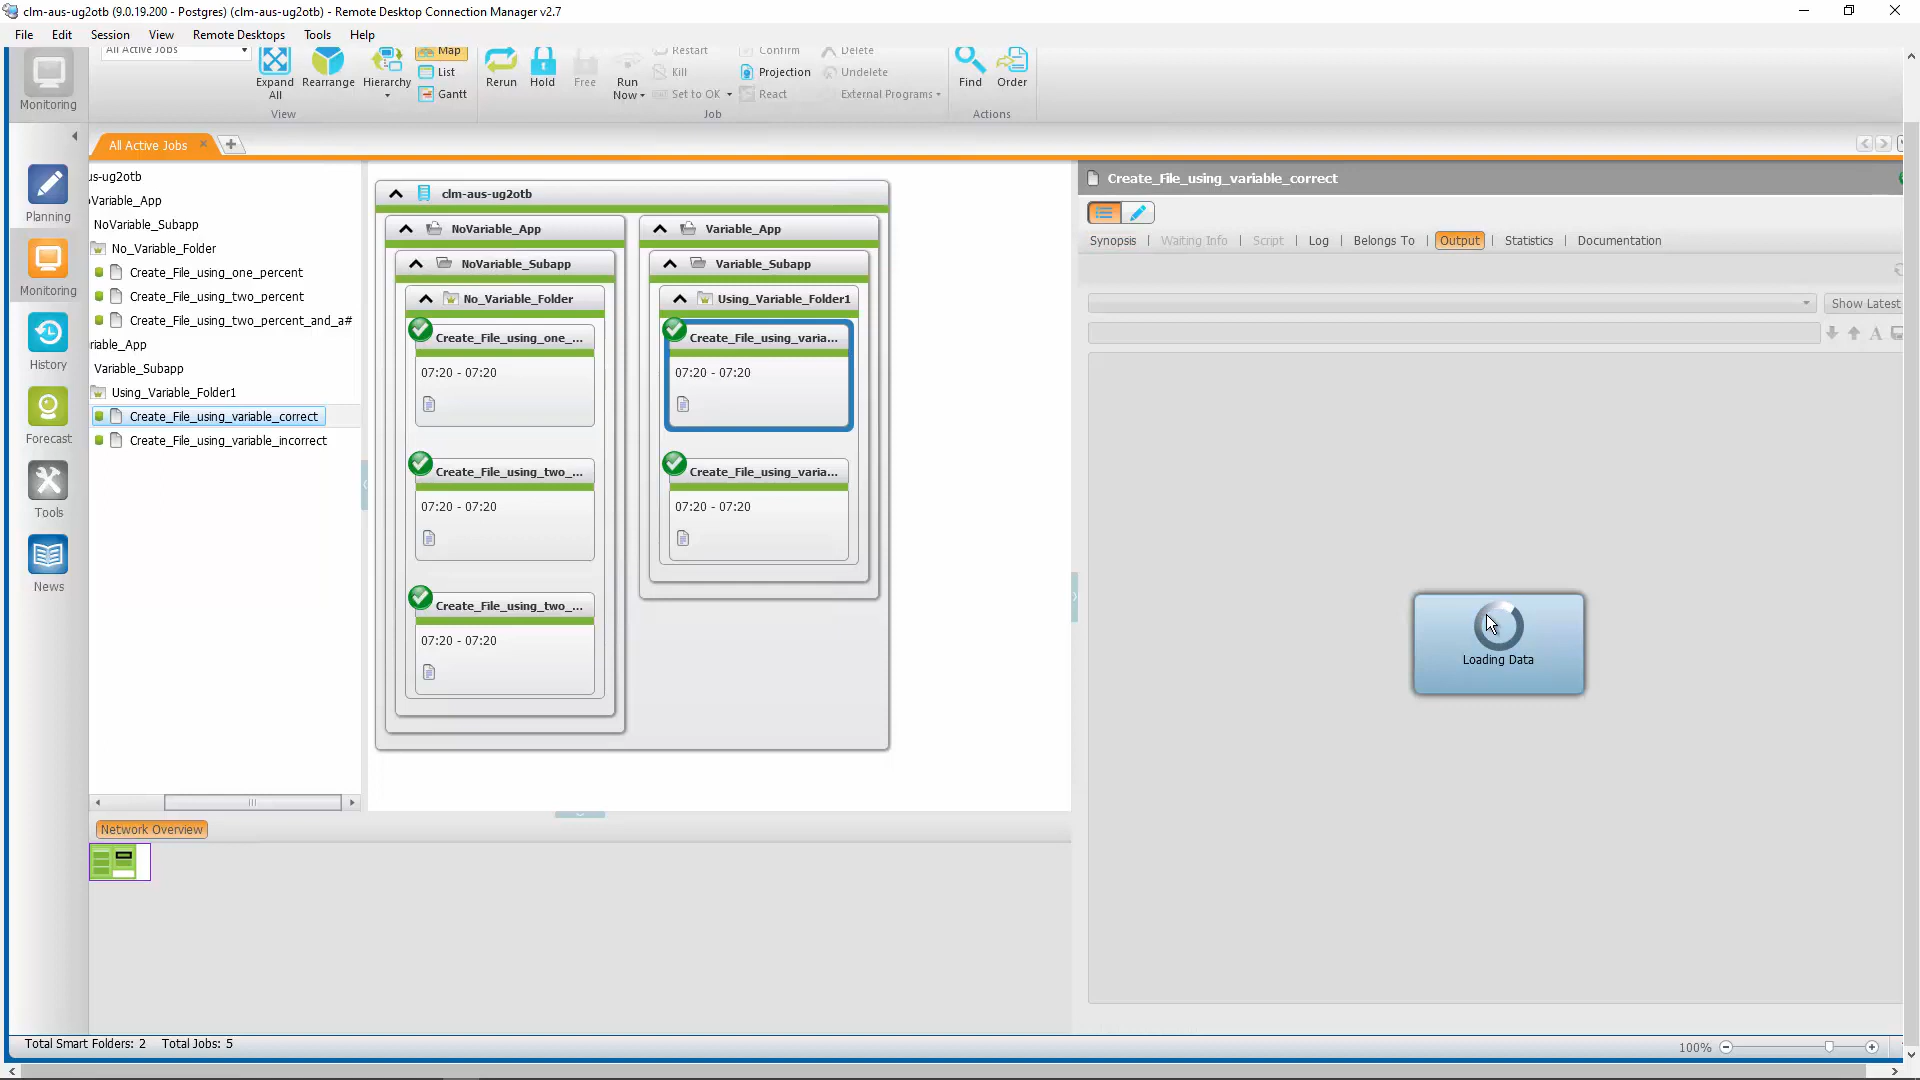 clm-aus-ug2otb (9.0.19.200 - Postgres) (clm-aus-ug2otb) - Remote Desktop Connection Manager v2.7
File Edit Session View Remote Desktops Tools Help
All Active Jobs
Expand All
Rearrange
Hierarchy
Map
List
Gantt
View
Rerun
Hold
Free
Run Now
Restart
Kill
Set to OK
Confirm
Projection
React
Delete
Undelete
External Programs
Job
Find
Order
Actions
Monitoring
Planning
Monitoring
History
Forecast
Tools
News
All Active Jobs
us-ug2otb
oVariable_App
NoVariable_Subapp
No_Variable_Folder
Create_File_using_one_percent
Create_File_using_two_percent
Create_File_using_two_percent_and_a#
riable_App
Variable_Subapp
Using_Variable_Folder1
Create_File_using_variable_correct
Create_File_using_variable_incorrect
clm-aus-ug2otb
NoVariable_App
NoVariable_Subapp
No_Variable_Folder
Create_File_using_one_...
07:20 - 07:20
Create_File_using_two_...
07:20 - 07:20
Create_File_using_two_...
07:20 - 07:20
Variable_App
Variable_Subapp
Using_Variable_Folder1
Create_File_using_varia...
07:20 - 07:20
Create_File_using_varia...
07:20 - 07:20
Create_File_using_variable_correct
Synopsis | Waiting Info | Script | Log | Belongs To | Output | Statistics | Documentation
Show Latest
A
Loading Data
Network Overview
Total Smart Folders: 2 Total Jobs: 5
100%